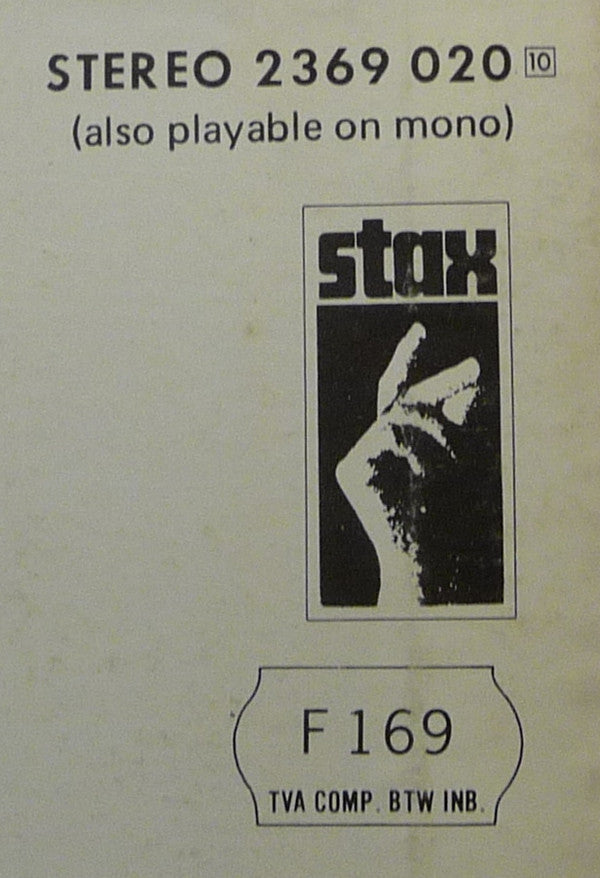 STEREO 2369 020 10
(also playable on mono)
stax
F 169
TVA COMP. BTW INB.